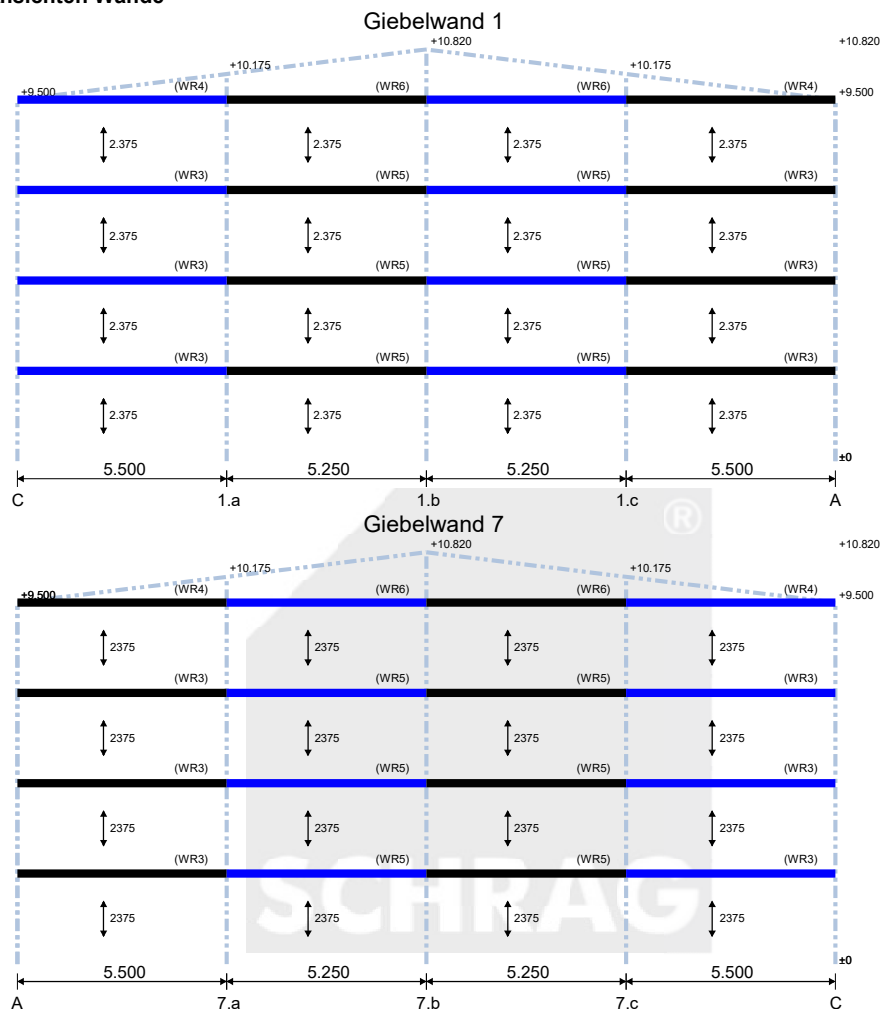 nsichten Wände
Giebelwand 1
+10.820 +10.820
+10.175 +10.175
+9.500 (WR4) (WR6) (WR6) (WR4) +9.500
2.375 2.375 2.375 2.375
(WR3) (WR5) (WR5) (WR3)
2.375 2.375 2.375 2.375
(WR3) (WR5) (WR5) (WR3)
2.375 2.375 2.375 2.375
(WR3) (WR5) (WR5) (WR3)
2.375 2.375 2.375 2.375
±0
5.500 5.250 5.250 5.500
C 1.a 1.b 1.c A
Giebelwand 7
®
+10.820 +10.820
+10.175 +10.175
+9.500 (WR4) (WR6) (WR6) (WR4) +9.500
2375 2375 2375 2375
(WR3) (WR5) (WR5) (WR3)
2375 2375 2375 2375
(WR3) (WR5) (WR5) (WR3)
2375 2375 2375 2375
(WR3) (WR5) (WR5) (WR3)
SCHRAG
2375 2375 2375 2375
±0
5.500 5.250 5.250 5.500
A 7.a 7.b 7.c C